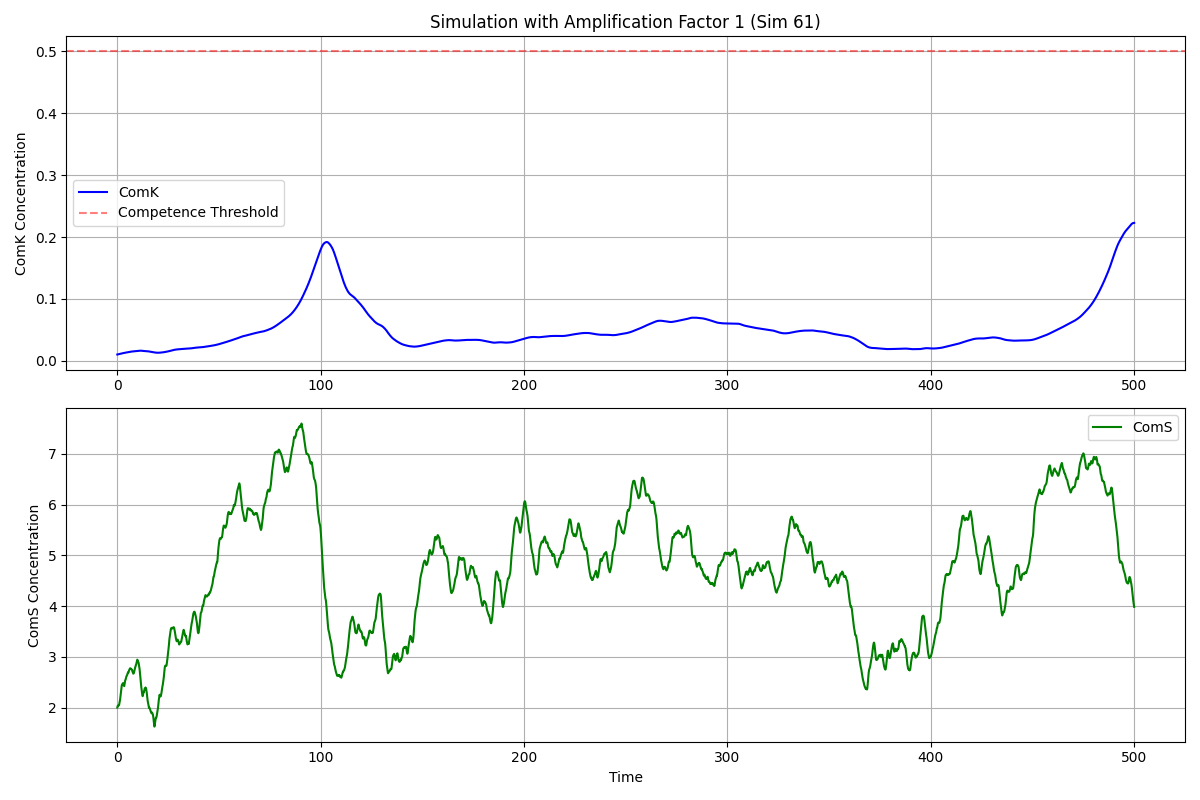 Simulation with Amplification Factor 1 (Sim 61)
ComK Concentration
0.5
0.4
0.3
0.2
0.1
0.0
ComK
Competence Threshold
0 100 200 300 400 500
ComS Concentration
7
6
5
4
3
2
ComS
0 100 200 300 400 500
Time